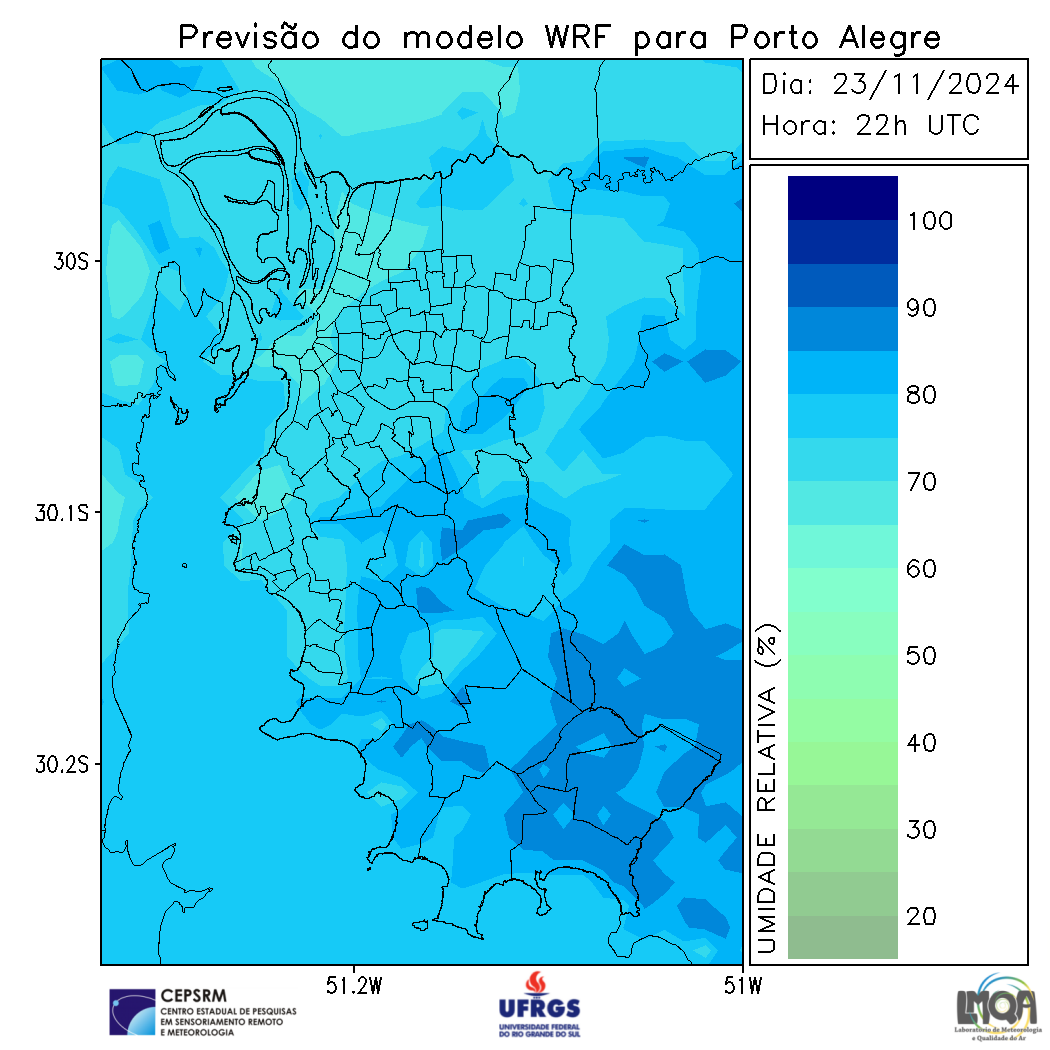 Previsão do modelo WRF para Porto Alegre
Dia: 23/11/2024
Hora: 22h UTC
30S
30.1S
30.2S
51.2W
51W
100
90
80
70
60
50
40
30
20
UMIDADE RELATIVA (%)
CEPSRM
CENTRO ESTADUAL DE PESQUISAS
EM SENSORIAMENTO REMOTO
E METEOROLOGIA
UFRGS
UNIVERSIDADE FEDERAL
DO RIO GRANDE DO SUL
LMQA
Laboratório de Meteorologia
e Qualidade do Ar